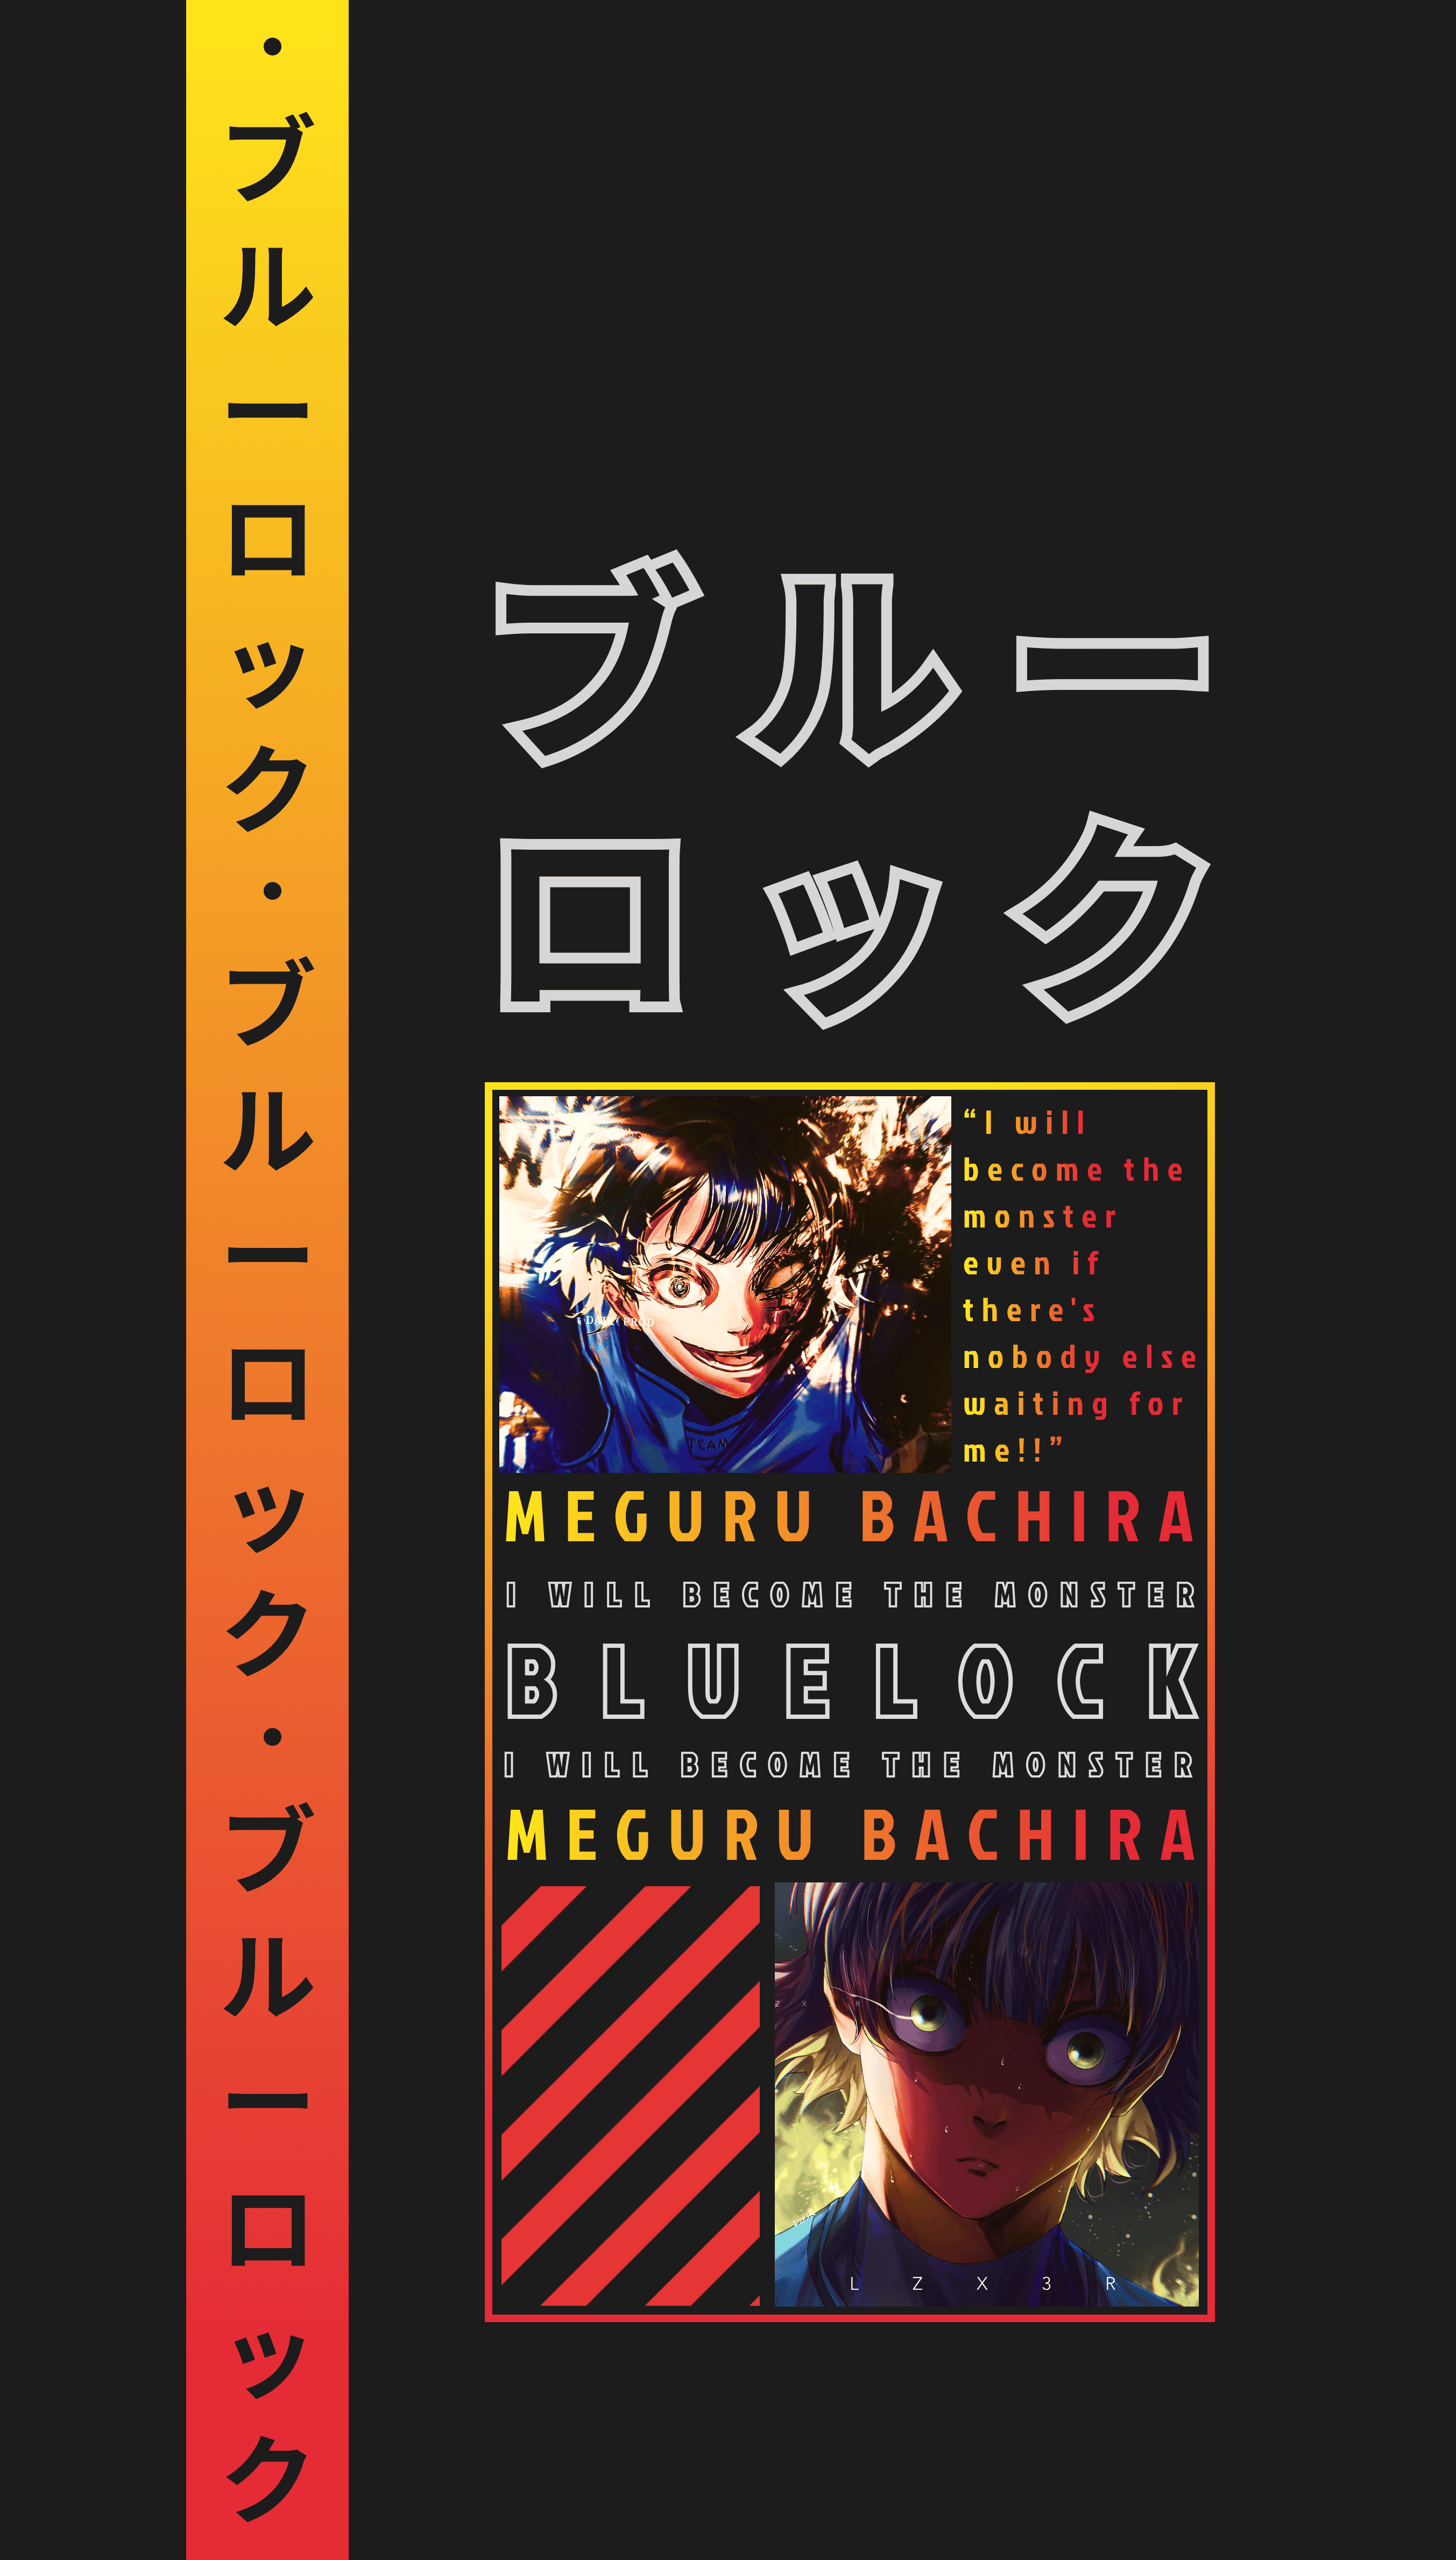 ・ブルーロック・ブルーロック・ブルーロック
ブルー
ロック
“I will
become the
monster
even if
there's
nobody else
waiting for
me!!”
TEAM
MEGURU BACHIRA
I WILL BECOME THE MONSTER
BLUELOCK
I WILL BECOME THE MONSTER
MEGURU BACHIRA
Z X R
L Z X 3 R